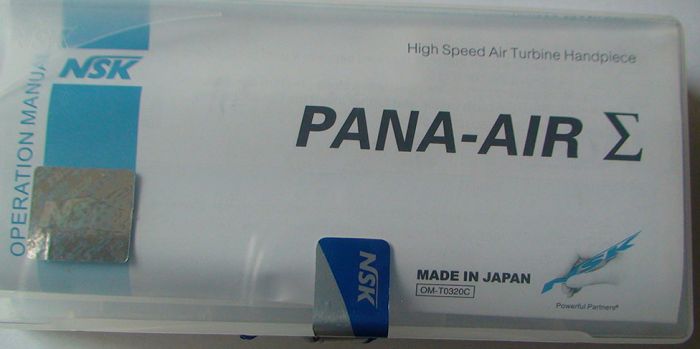 OPERATION MANUAL
NSK
High Speed Air Turbine Handpiece
PANA-AIR Σ
NSK
NSK
MADE IN JAPAN
OM-T0320C
NSK
Powerful Partners®